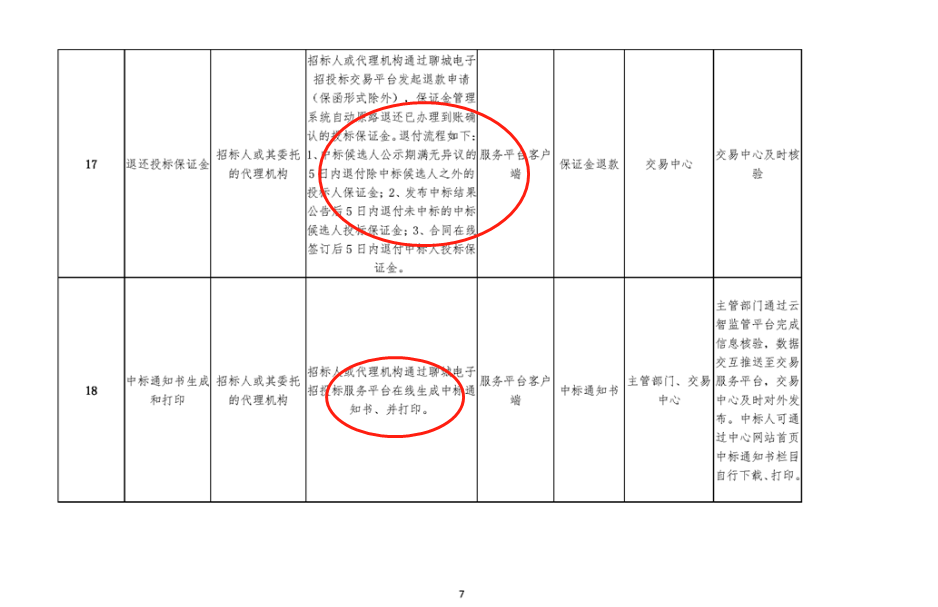 17
退还投标保证金
招标人或其委托
的代理机构
招标人或代理机构通过聊城电子
招投标交易平台发起退款申请
（保函形式除外），保证金管理
系统自动原路退还已办理到账确
认的投标保证金。退付流程如下：
1、中标候选人公示期满无异议的
5日内退付除中标候选人之外的
投标人保证金；2、发布中标结果
公告后5日内退付未中标的中标
候选人投标保证金；3、合同在线
签订后5日内退付中标人投标保
证金。
服务平台客户
端
保证金退款
交易中心
交易中心及时核
验
18
中标通知书生成
和打印
招标人或其委托
的代理机构
招标人或代理机构通过聊城电子
招投标服务平台在线生成中标通
知书、并打印。
服务平台客户
端
中标通知书
主管部门、交易
中心
主管部门通过云
智监管平台完成
信息核验，数据
交互推送至交易
服务平台，交易
中心及时对外发
布。中标人可通
过中心网站首页
中标通知书栏目
自行下载、打印。
7